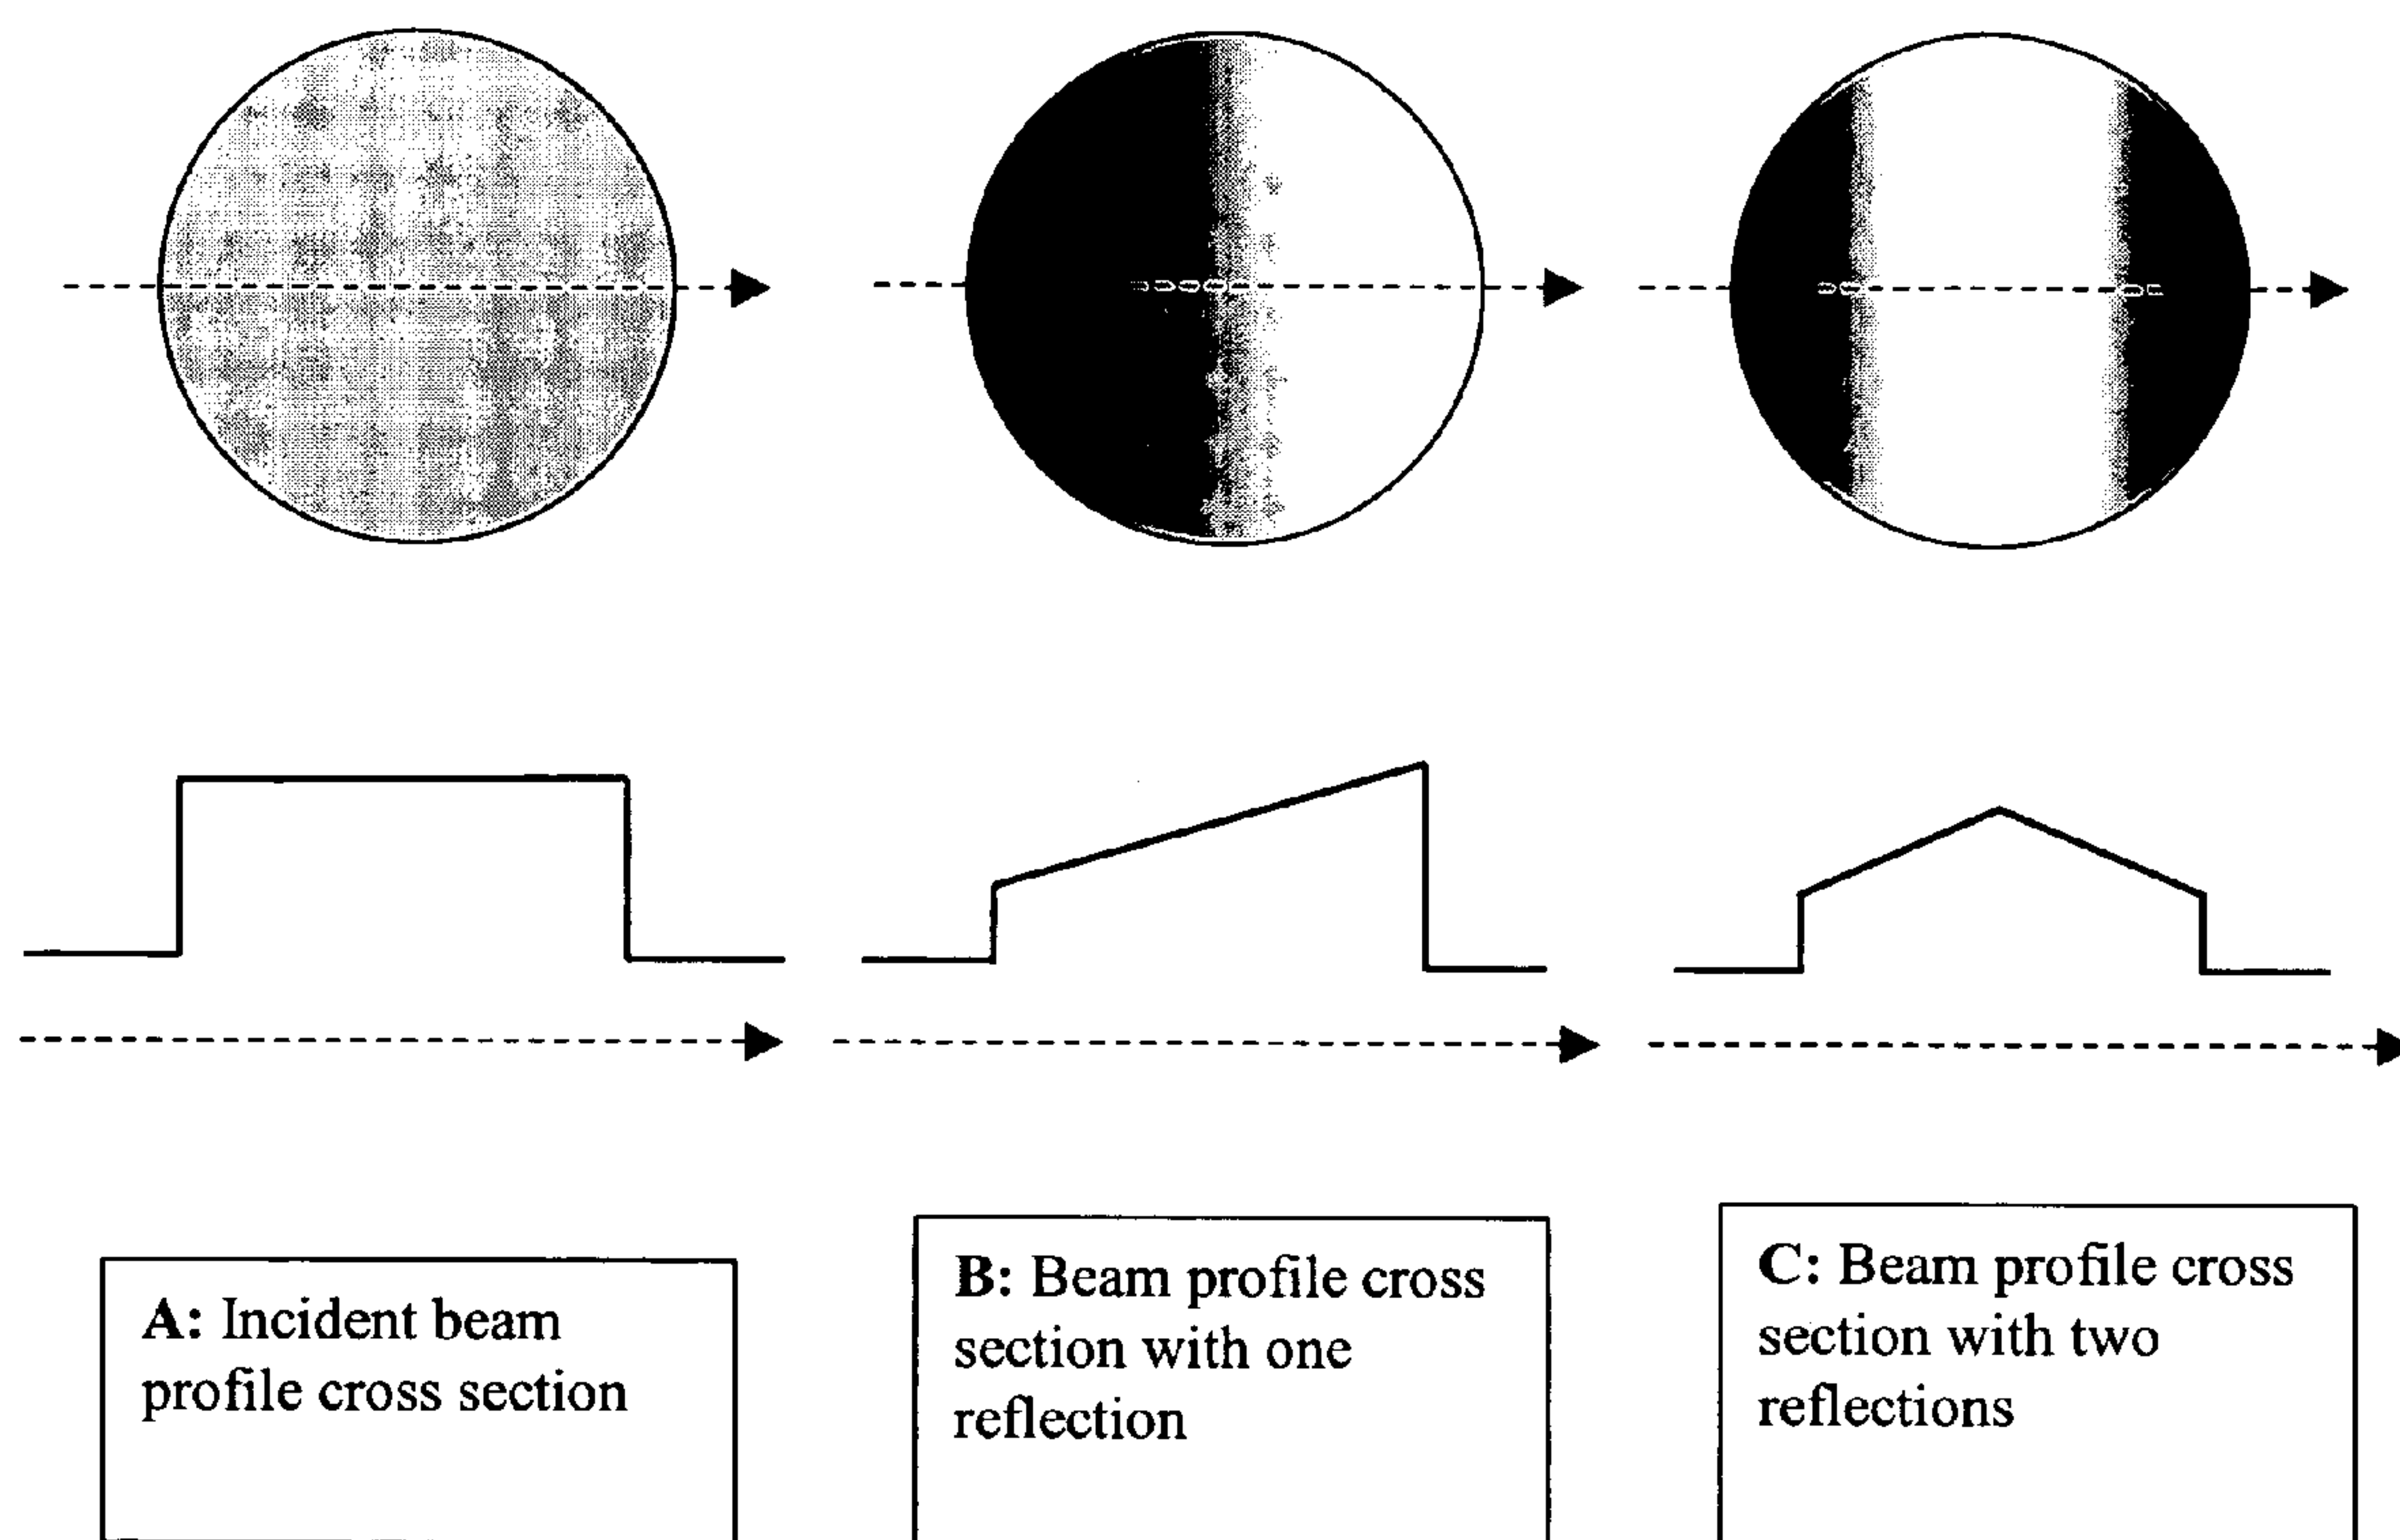 A: Incident beam
profile cross section
B: Beam profile cross
section with one
reflection
C: Beam profile cross
section with two
reflections